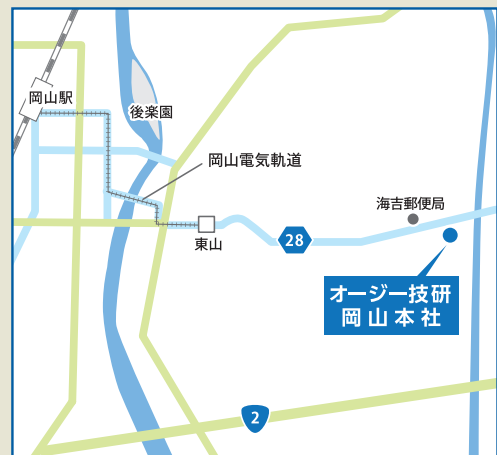 岡山駅
後楽園
岡山電気軌道
海吉郵便局
東山
28
オージー技研
岡山本社
2